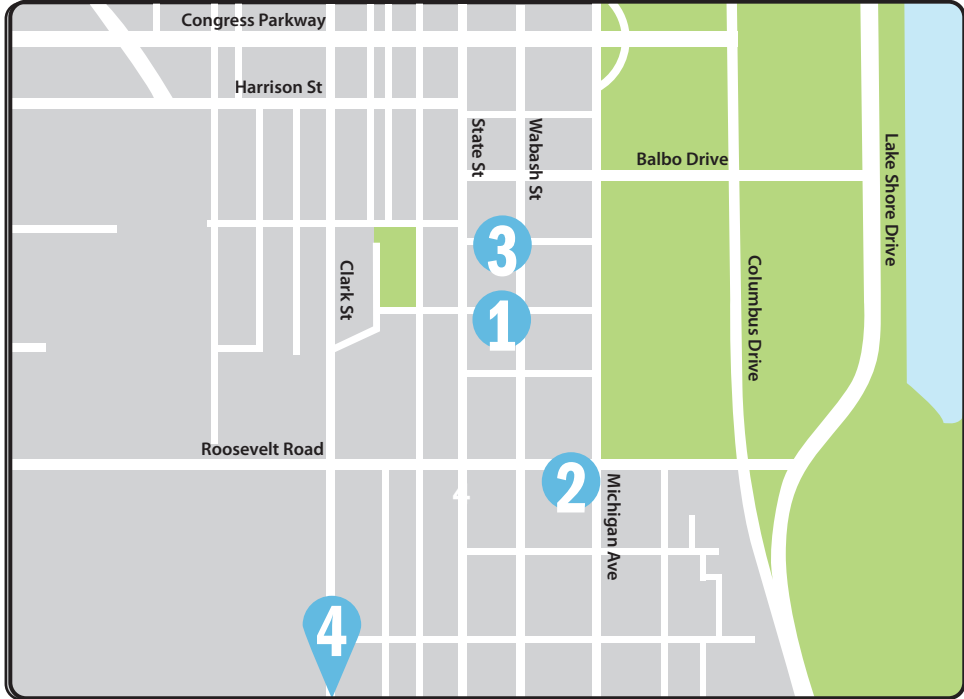 Congress Parkway
Harrison St
State St
Wabash St
Balbo Drive
Lake Shore Drive
3
Clark St
Columbus Drive
1
Roosevelt Road
2
Michigan Ave
4